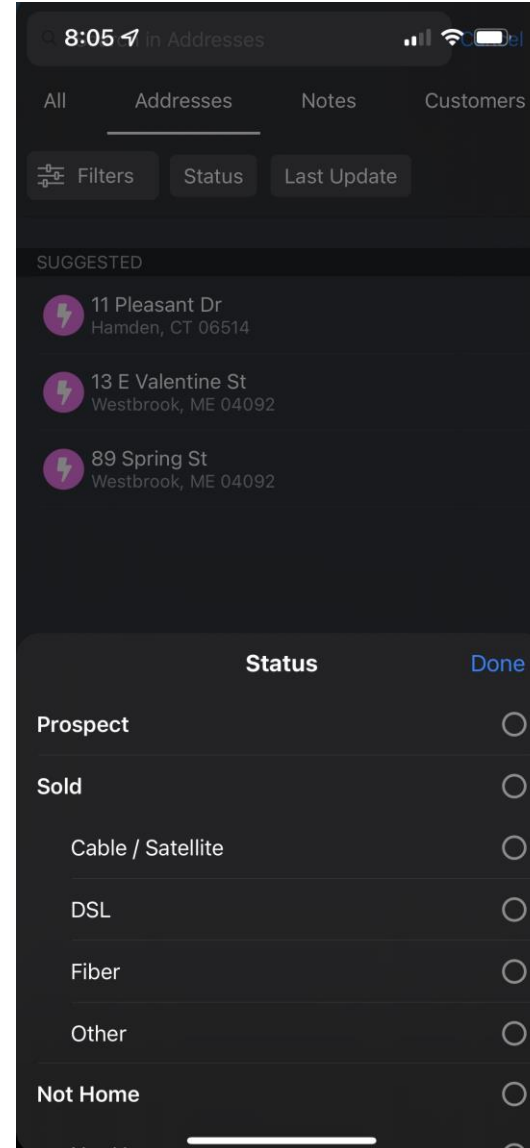 8:05
in Addresses
All Addresses Notes Customers
Filters Status Last Update
SUGGESTED
11 Pleasant Dr
Hamden, CT 06514
13 E Valentine St
Westbrook, ME 04092
89 Spring St
Westbrook, ME 04092
Status Done
Prospect
Sold
Cable / Satellite
DSL
Fiber
Other
Not Home